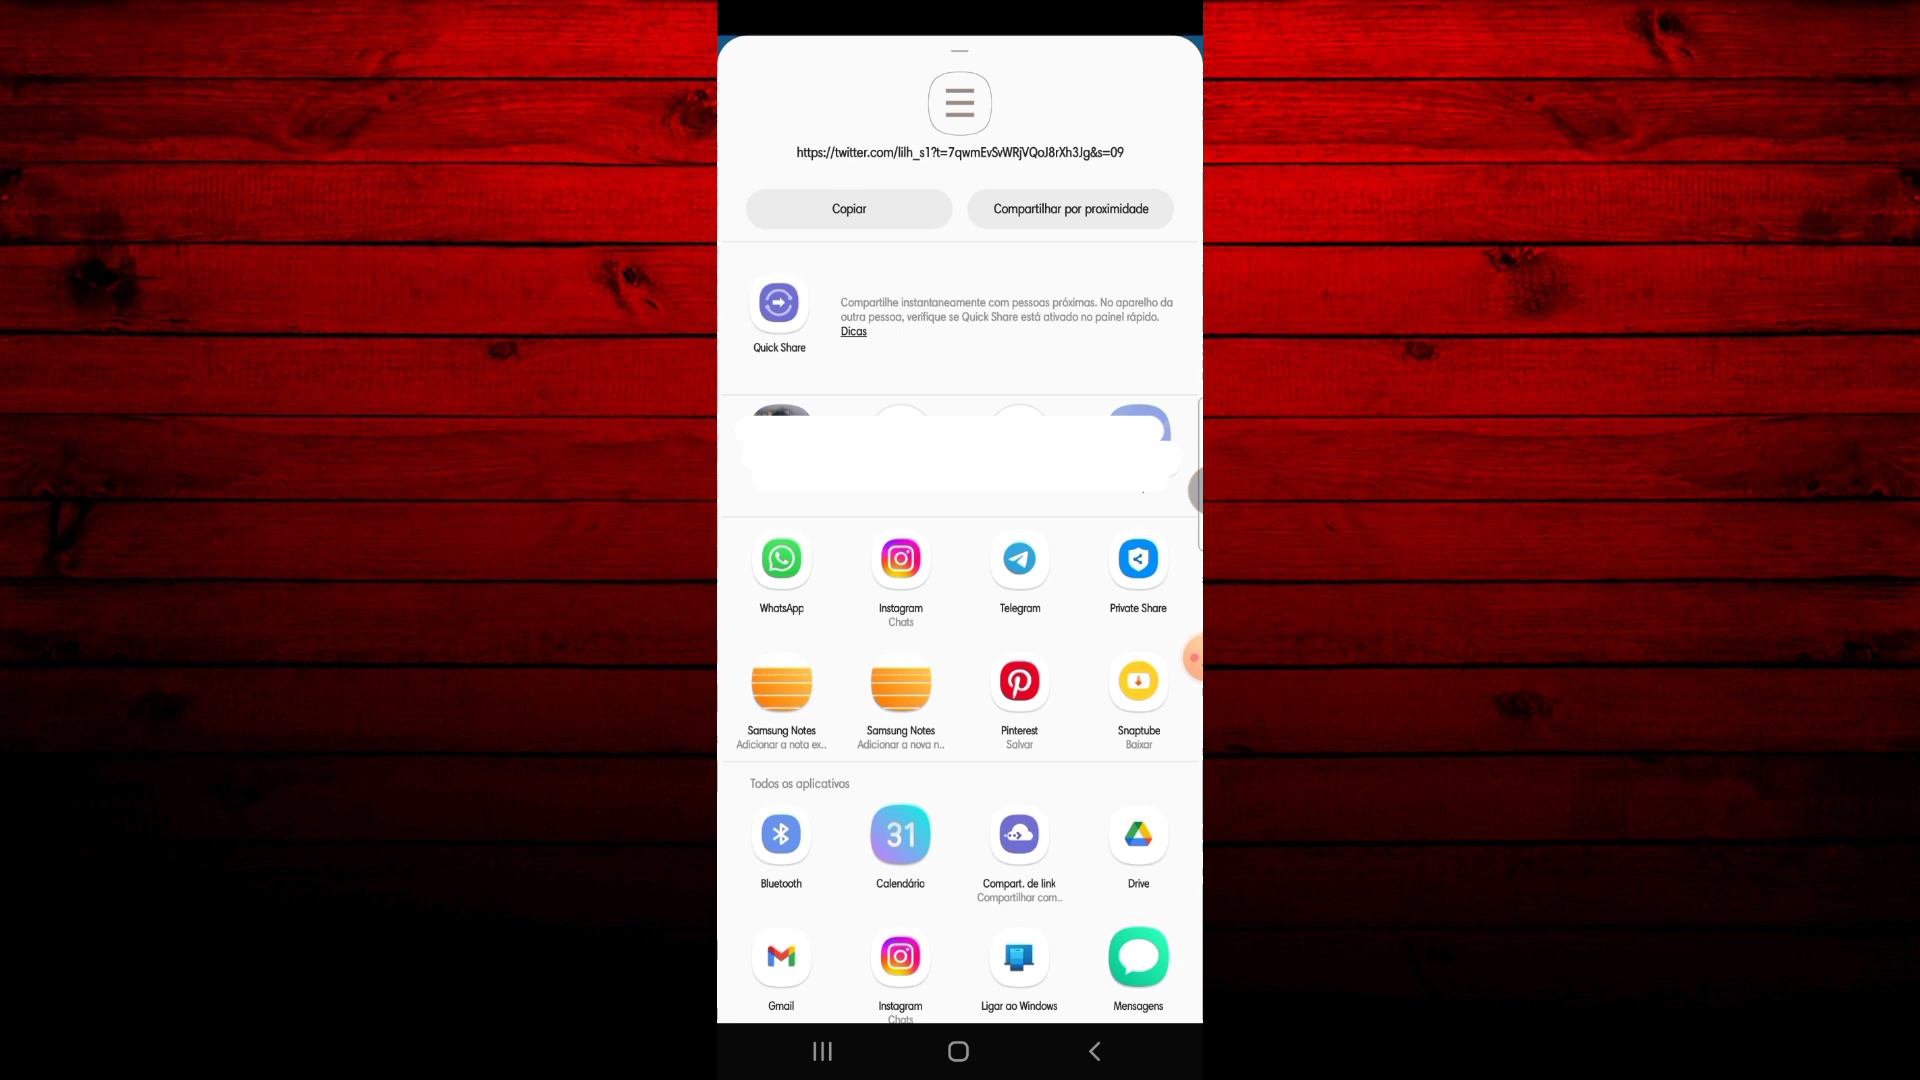 https://twitter.com/lilh_s1?t=7qwmEvSvWRjVQoJ8rXh3Jg&s=09
Copiar
Compartilhar por proximidade
Compartilhe instantaneamente com pessoas próximas. No aparelho da
outra pessoa, verifique se Quick Share está ativado no painel rápido.
Dicas
Quick Share
WhatsApp
Instagram
Chats
Telegram
Private Share
Samsung Notes
Adicionar a nota ex..
Samsung Notes
Adicionar a nova n..
Pinterest
Salvar
Snaptube
Baixar
Todos os aplicativos
31
Bluetooth
Calendário
Compart. de link
Compartilhar com..
Drive
Gmail
Instagram
Chats
Ligar ao Windows
Mensagens